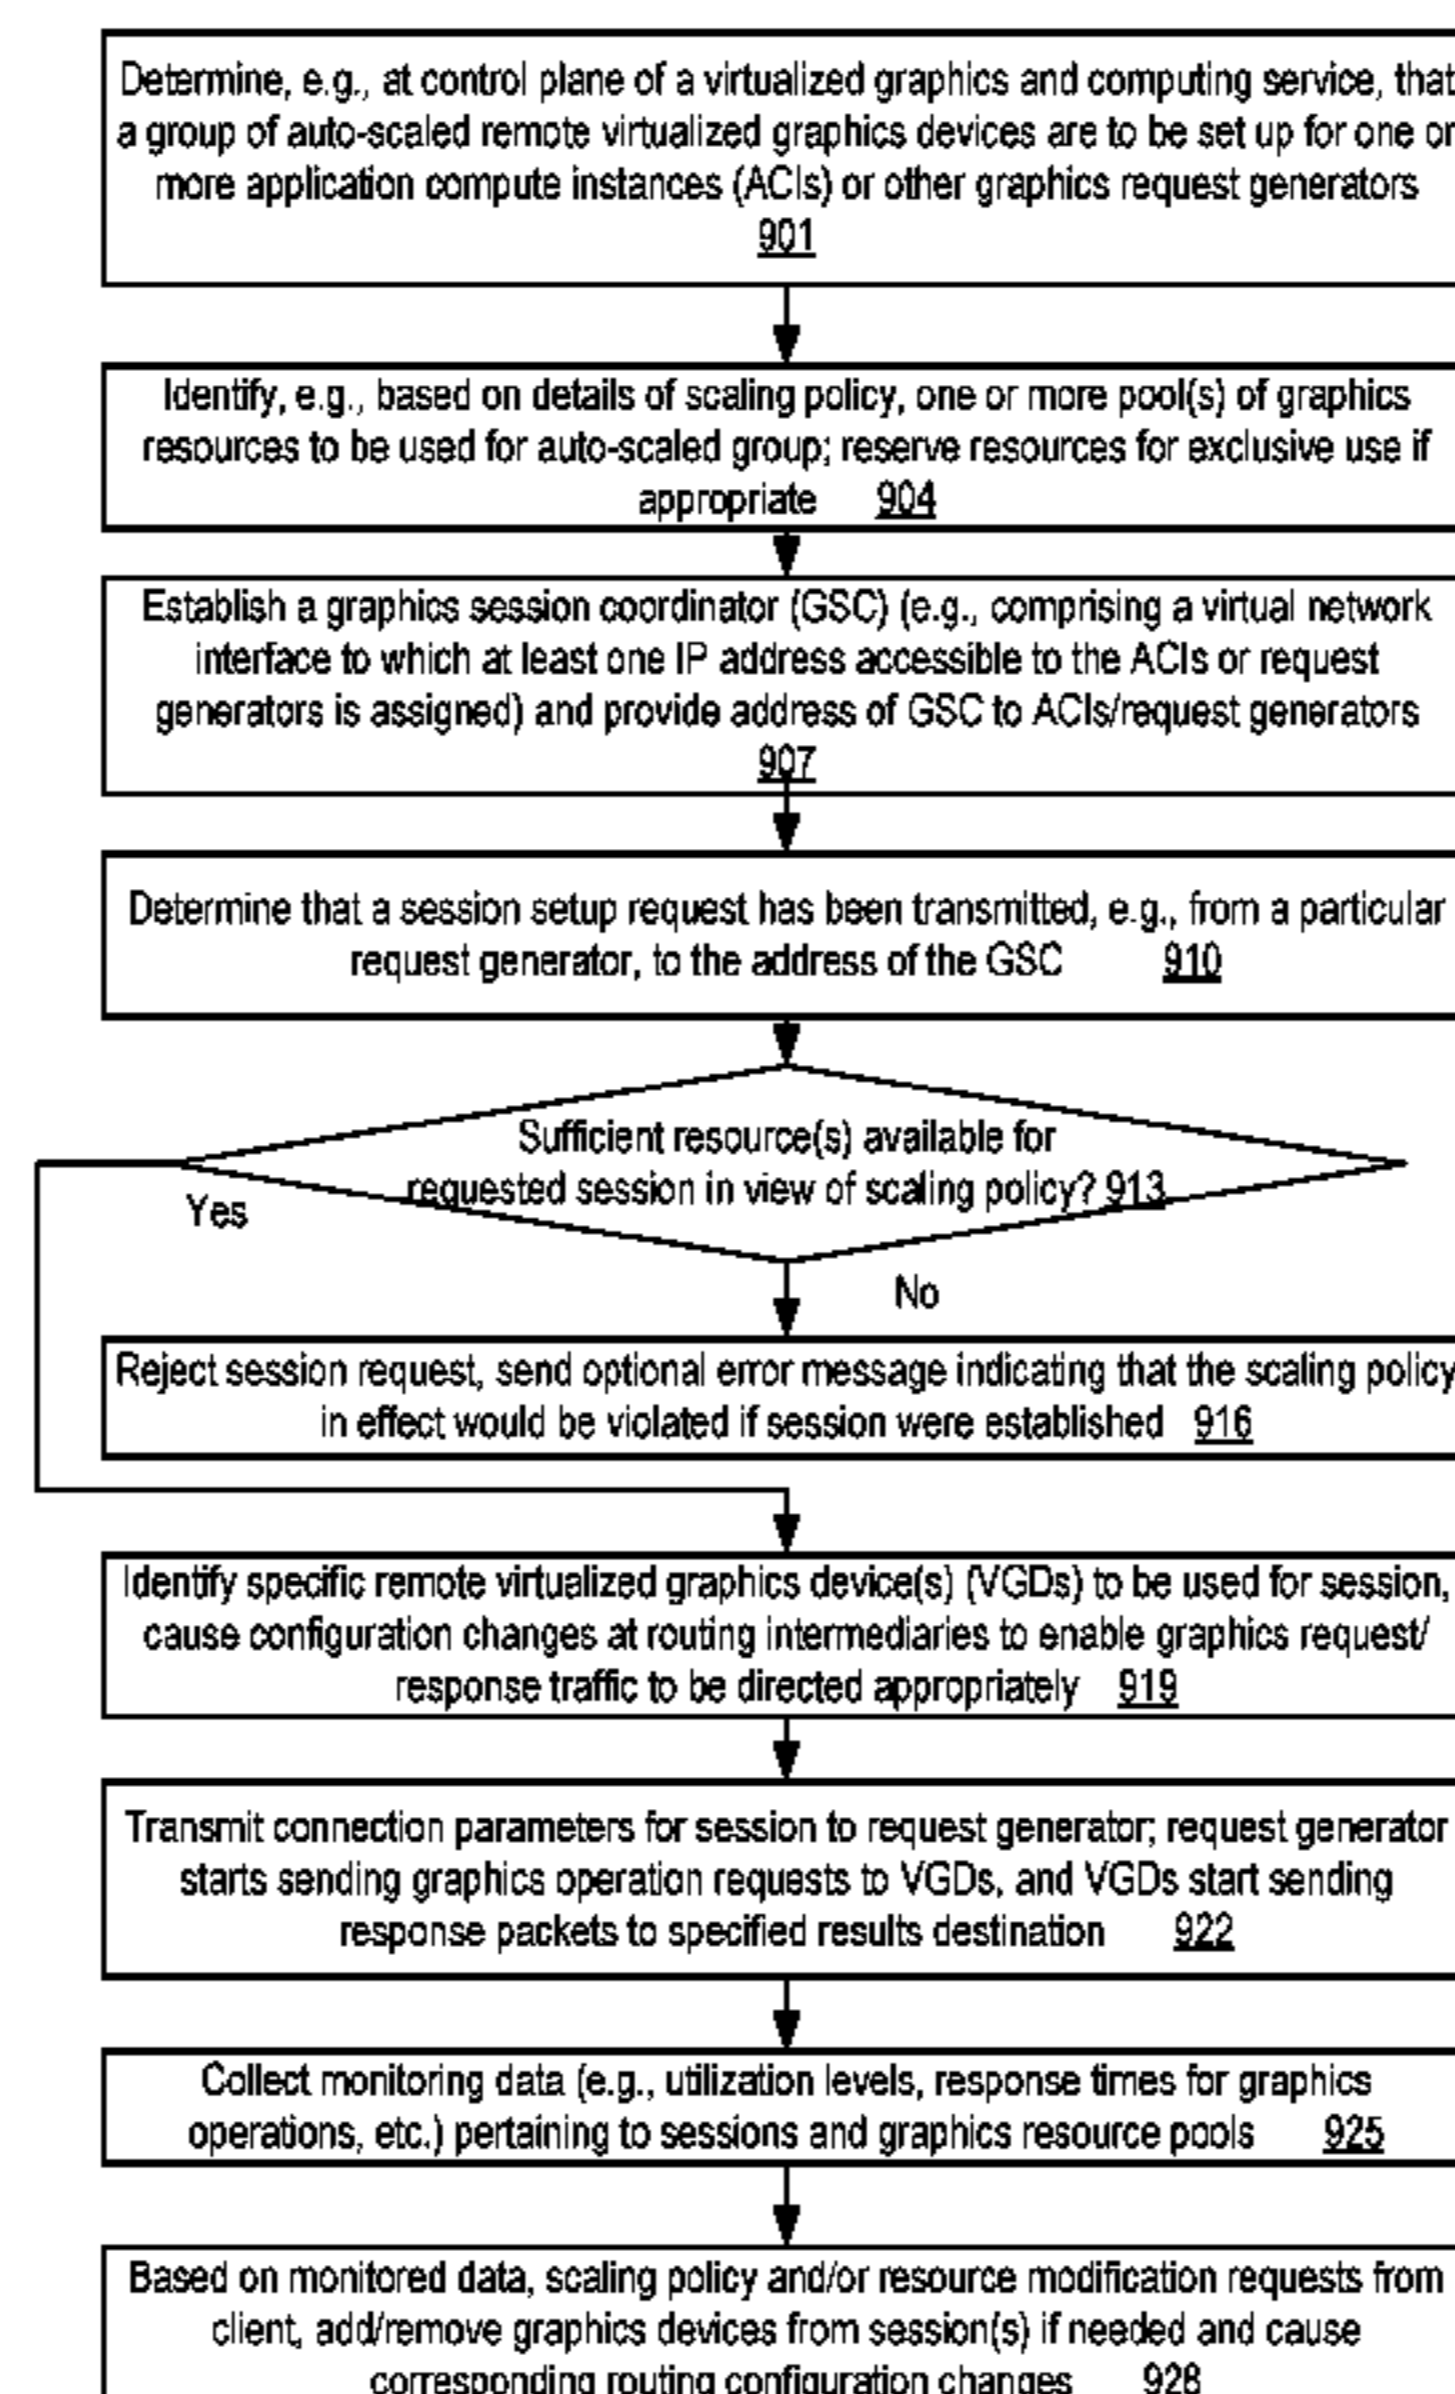 Determine, e.g., at control plane of a virtualized graphics and computing service, that
a group of auto-scaled remote virtualized graphics devices are to be set up for one or
more application compute instances (ACIs) or other graphics request generators
901
Identify, e.g., based on details of scaling policy, one or more pool(s) of graphics
resources to be used for auto-scaled group; reserve resources for exclusive use if
appropriate 904
Establish a graphics session coordinator (GSC) (e.g., comprising a virtual network
interface to which at least one IP address accessible to the ACIs or request
generators is assigned) and provide address of GSC to ACIs/request generators
907
Determine that a session setup request has been transmitted, e.g., from a particular
request generator, to the address of the GSC 910
Sufficient resource(s) available for
requested session in view of scaling policy? 913
Yes
No
Reject session request, send optional error message indicating that the scaling policy
in effect would be violated if session were established 916
Identify specific remote virtualized graphics device(s) (VGDs) to be used for session,
cause configuration changes at routing intermediaries to enable graphics request/
response traffic to be directed appropriately 919
Transmit connection parameters for session to request generator; request generator
starts sending graphics operation requests to VGDs, and VGDs start sending
response packets to specified results destination 922
Collect monitoring data (e.g., utilization levels, response times for graphics
operations, etc.) pertaining to sessions and graphics resource pools 925
Based on monitored data, scaling policy and/or resource modification requests from
client, add/remove graphics devices from session(s) if needed and cause
corresponding routing configuration changes 928